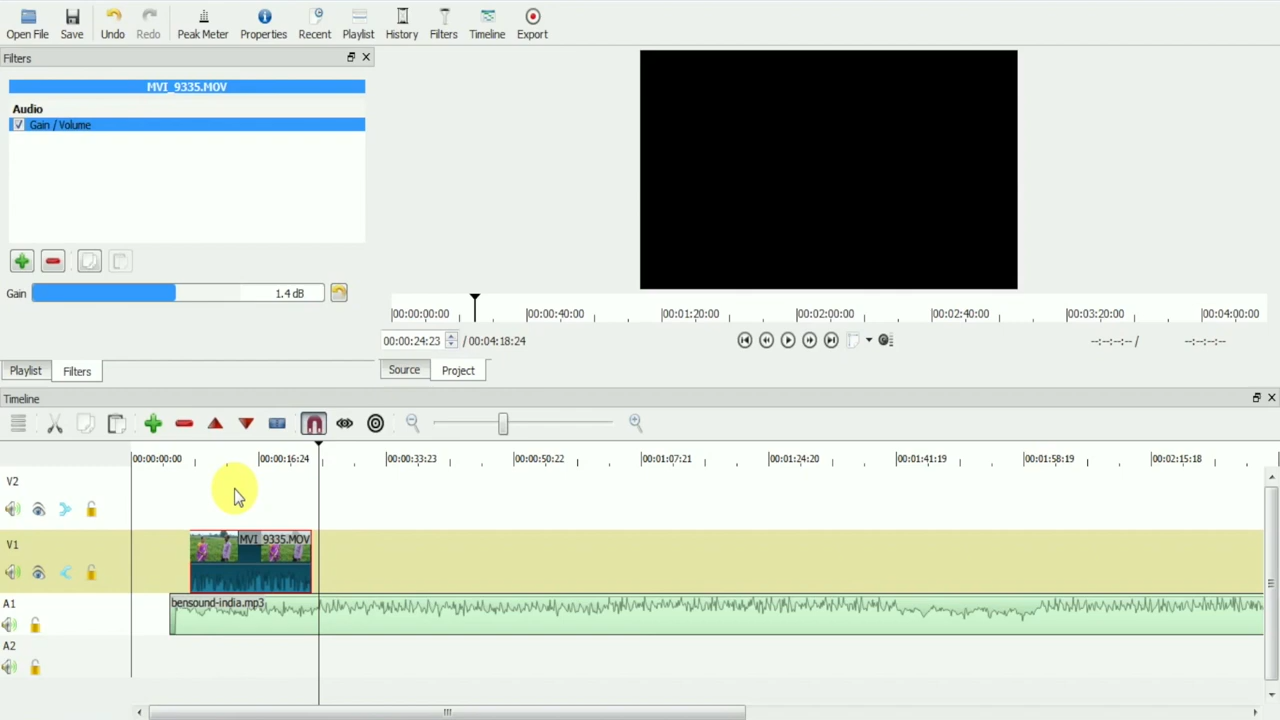 Open File Save Undo Redo Peak Meter Properties Recent Playlist History Filters Timeline Export
Filters
MVI_9335.MOV
Audio
Gain / Volume
Gain 1.4 dB
00:00:00:00 00:00:40:00 00:01:20:00 00:02:00:00 00:02:40:00 00:03:20:00 00:04:00:00
00:00:24:23 / 00:04:18:24 --:--:--:-- / --:--:--:--
Playlist Filters Source Project
Timeline
00:00:00:00 00:00:16:24 00:00:33:23 00:00:50:22 00:01:07:21 00:01:24:20 00:01:41:19 00:01:58:19 00:02:15:18
V2
V1 MVI_9335.MOV
A1 bensound-india.mp3
A2